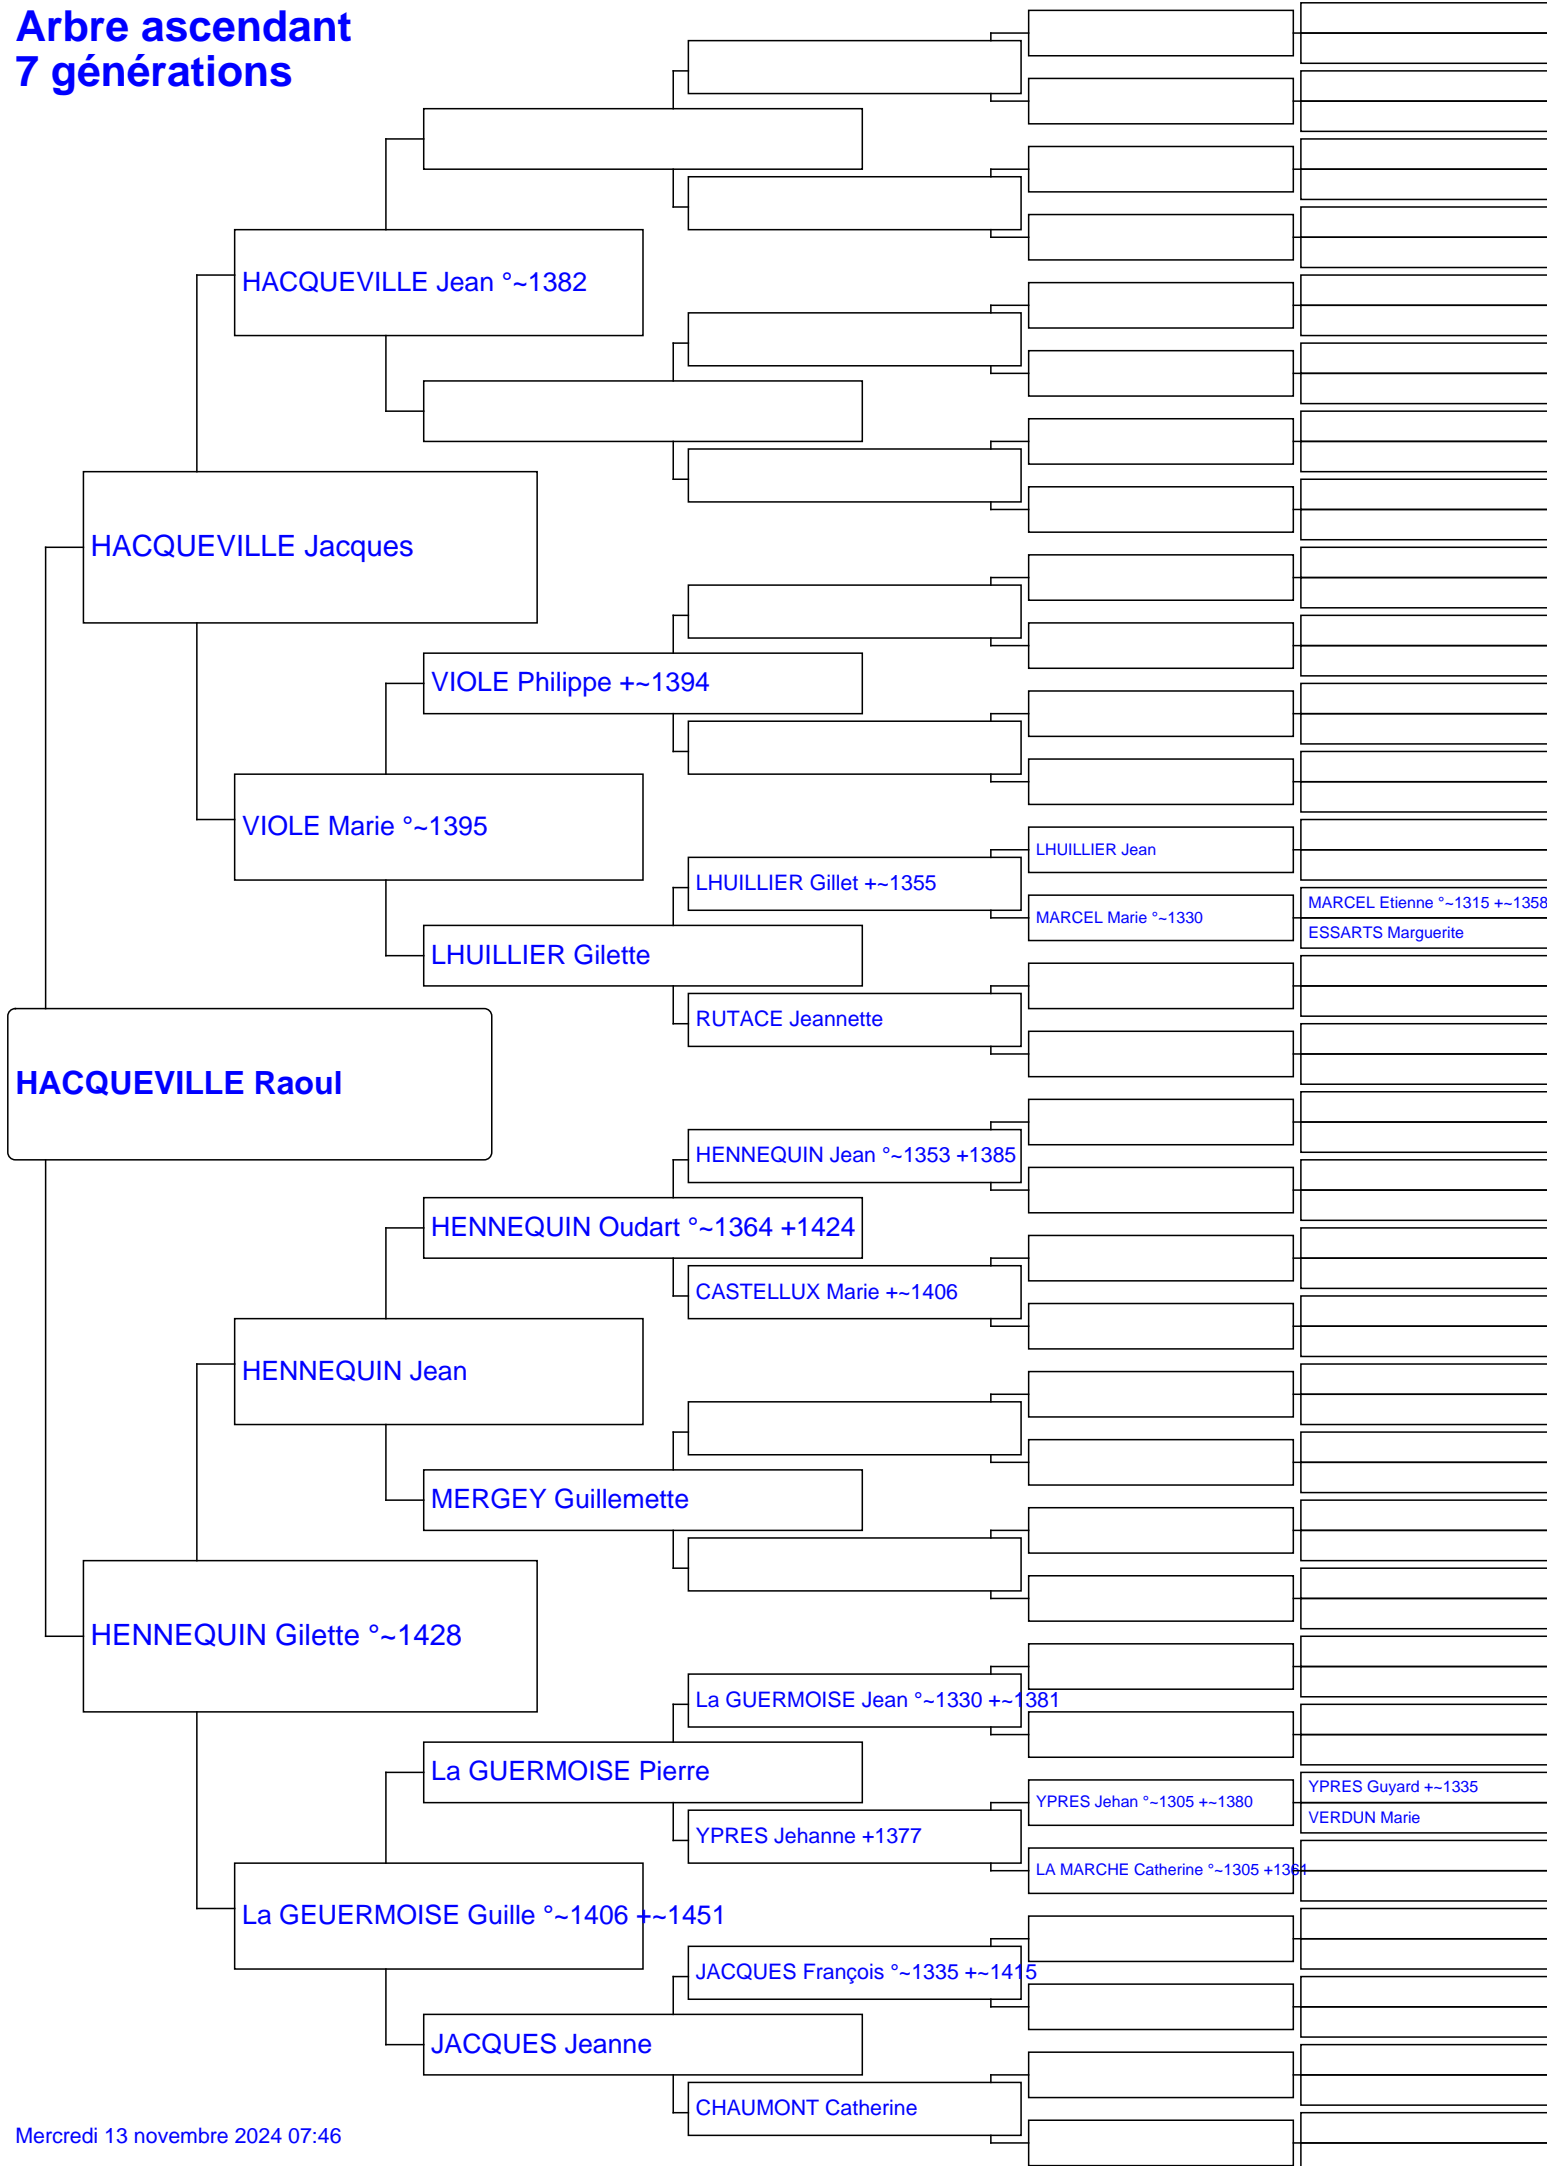 Arbre ascendant
7 générations
HACQUEVILLE Jean °~1382
HACQUEVILLE Jacques
VIOLE Philippe +~1394
VIOLE Marie °~1395
LHUILLIER Jean
LHUILLIER Gillet +~1355
MARCEL Etienne °~1315 +~1358
MARCEL Marie °~1330
ESSARTS Marguerite
LHUILLIER Gilette
RUTACE Jeannette
HACQUEVILLE Raoul
HENNEQUIN Jean °~1353 +1385
HENNEQUIN Oudart °~1364 +1424
CASTELLUX Marie +~1406
HENNEQUIN Jean
MERGEY Guillemette
HENNEQUIN Gilette °~1428
La GUERMOISE Jean °~1330 +~1381
La GUERMOISE Pierre
YPRES Guyard +~1335
YPRES Jehan °~1305 +~1380
VERDUN Marie
YPRES Jehanne +1377
LA MARCHE Catherine °~1305 +1361
La GEUERMOISE Guille °~1406 +~1451
JACQUES François °~1335 +~1415
JACQUES Jeanne
CHAUMONT Catherine
Mercredi 13 novembre 2024 07:46